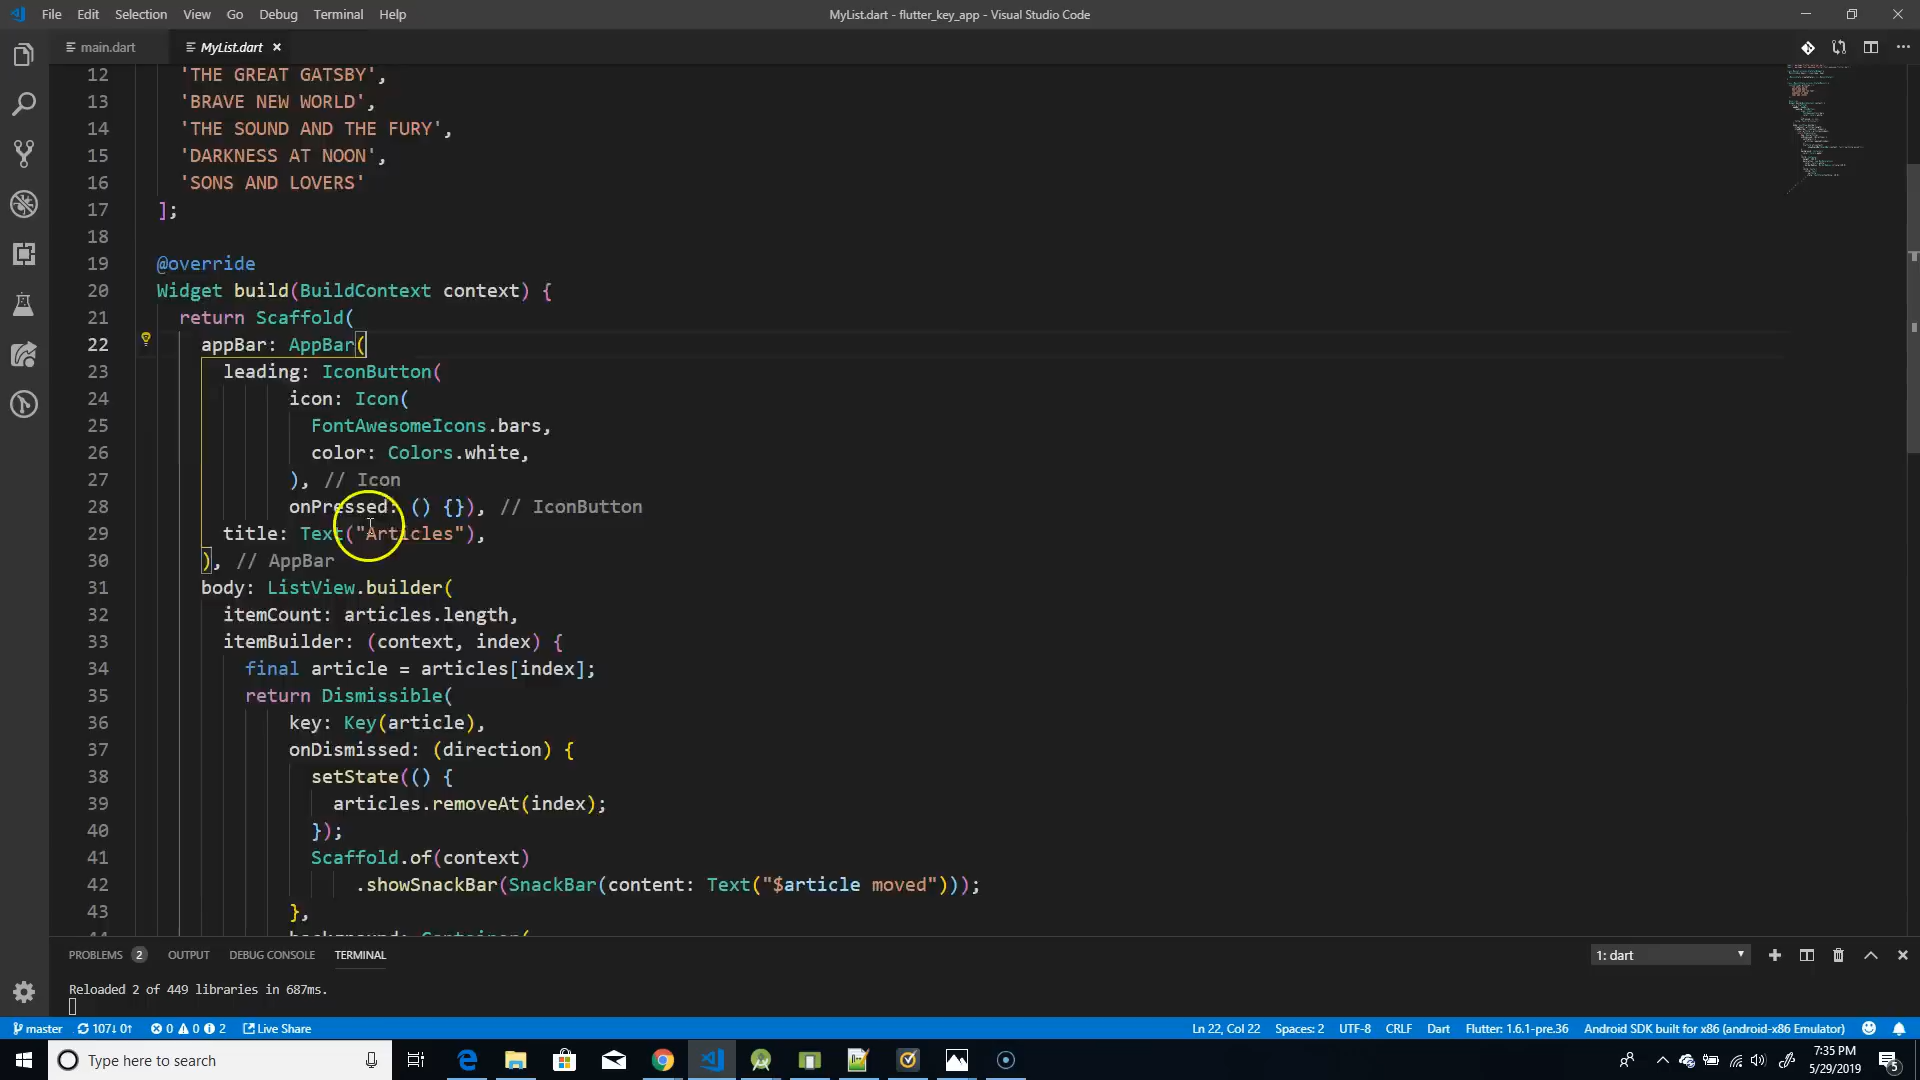 File Edit Selection View Go Debug Terminal Help
MyList.dart - flutter_key_app - Visual Studio Code
main.dart
MyList.dart
12 'THE GREAT GATSBY',
13 'BRAVE NEW WORLD',
14 'THE SOUND AND THE FURY',
15 'DARKNESS AT NOON',
16 'SONS AND LOVERS'
17 ];
18
19 @override
20 Widget build(BuildContext context) {
21 return Scaffold(
22 appBar: AppBar(
23 leading: IconButton(
24 icon: Icon(
25 FontAwesomeIcons.bars,
26 color: Colors.white,
27 ), // Icon
28 onPressed: () {}), // IconButton
29 title: Text("Articles"),
30 ), // AppBar
31 body: ListView.builder(
32 itemCount: articles.length,
33 itemBuilder: (context, index) {
34 final article = articles[index];
35 return Dismissible(
36 key: Key(article),
37 onDismissed: (direction) {
38 setState(() {
39 articles.removeAt(index);
40 });
41 Scaffold.of(context)
42 .showSnackBar(SnackBar(content: Text("$article moved")));
43 },
44 background: Container(
PROBLEMS 2 OUTPUT DEBUG CONSOLE TERMINAL
1: dart
Reloaded 2 of 449 libraries in 687ms.
master 107↓ 0↑ 0 0 2 Live Share
Ln 22, Col 22 Spaces: 2 UTF-8 CRLF Dart Flutter: 1.6.1-pre.36 Android SDK built for x86 (android-x86 Emulator)
Type here to search
7:35 PM
5/29/2019
5